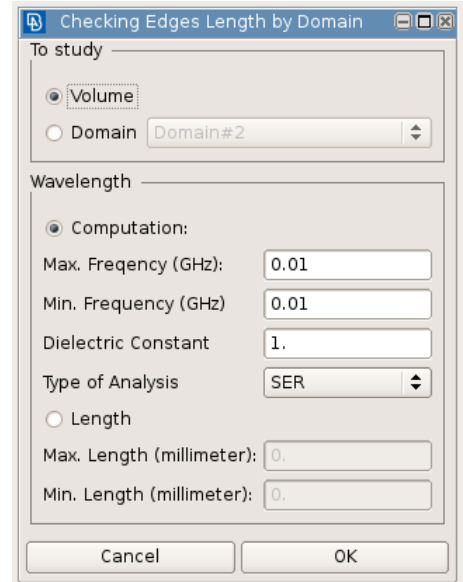 Checking Edges Length by Domain
To study
Volume
Domain Domain#2
Wavelength
Computation:
Max. Freqency (GHz): 0.01
Min. Frequency (GHz) 0.01
Dielectric Constant 1.
Type of Analysis SER
Length
Max. Length (millimeter): 0.
Min. Length (millimeter): 0.
Cancel OK